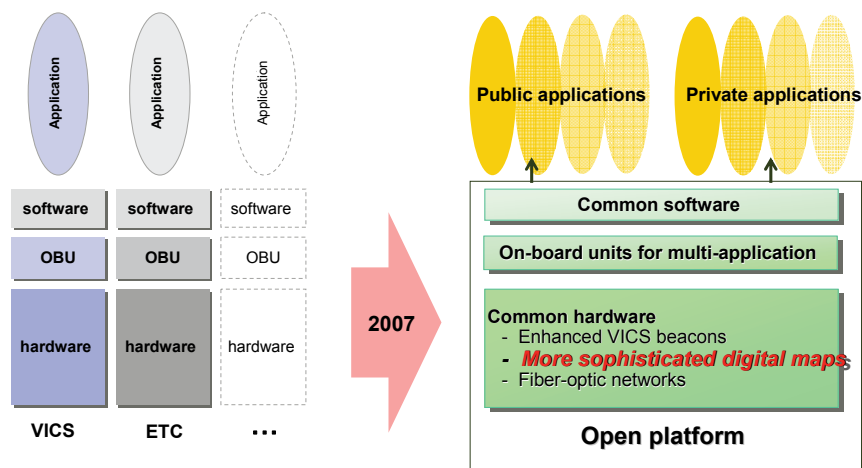 Application
Application
Application
software
software
software
OBU
OBU
OBU
hardware
hardware
hardware
VICS
ETC
...
2007
Public applications
Private applications
Common software
On-board units for multi-application
Common hardware
- Enhanced VICS beacons
- More sophisticated digital maps
- Fiber-optic networks
Open platform